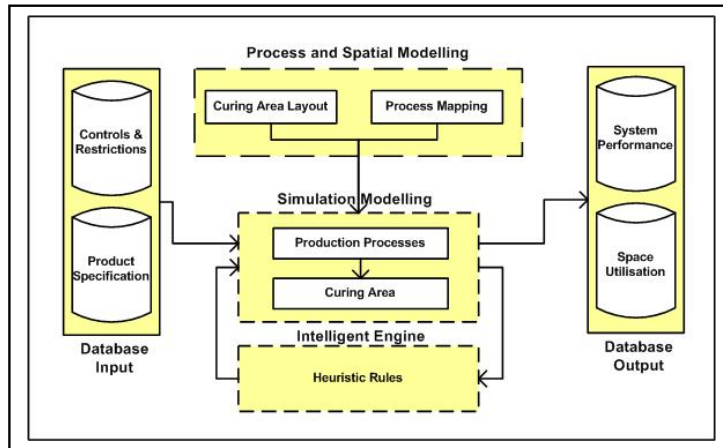 Process and Spatial Modelling
Curing Area Layout
Process Mapping
Controls &
Restrictions
Product
Specification
Database
Input
Simulation Modelling
Production Processes
Curing Area
Intelligent Engine
Heuristic Rules
System
Performance
Space
Utilisation
Database
Output